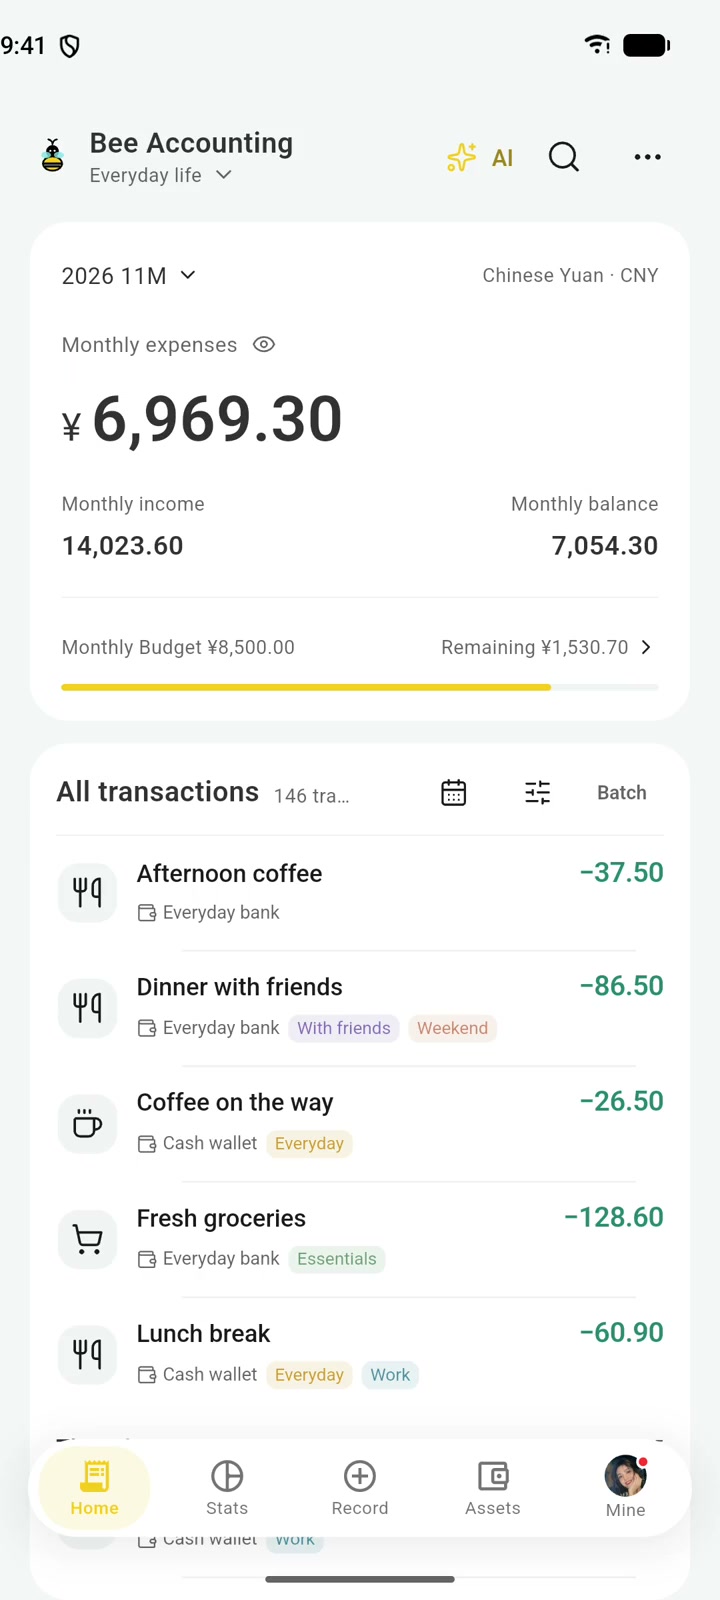 9:41
Bee Accounting
Everyday life
AI
2026 11M
Chinese Yuan · CNY
Monthly expenses
¥ 6,969.30
Monthly income
Monthly balance
14,023.60
7,054.30
Monthly Budget ¥8,500.00
Remaining ¥1,530.70
All transactions
146 tra…
Batch
Afternoon coffee
−37.50
Everyday bank
Dinner with friends
−86.50
Everyday bank
With friends
Weekend
Coffee on the way
−26.50
Cash wallet
Everyday
Fresh groceries
−128.60
Everyday bank
Essentials
Lunch break
−60.90
Cash wallet
Everyday
Work
Home
Stats
Record
Assets
Mine
Cash wallet
Work